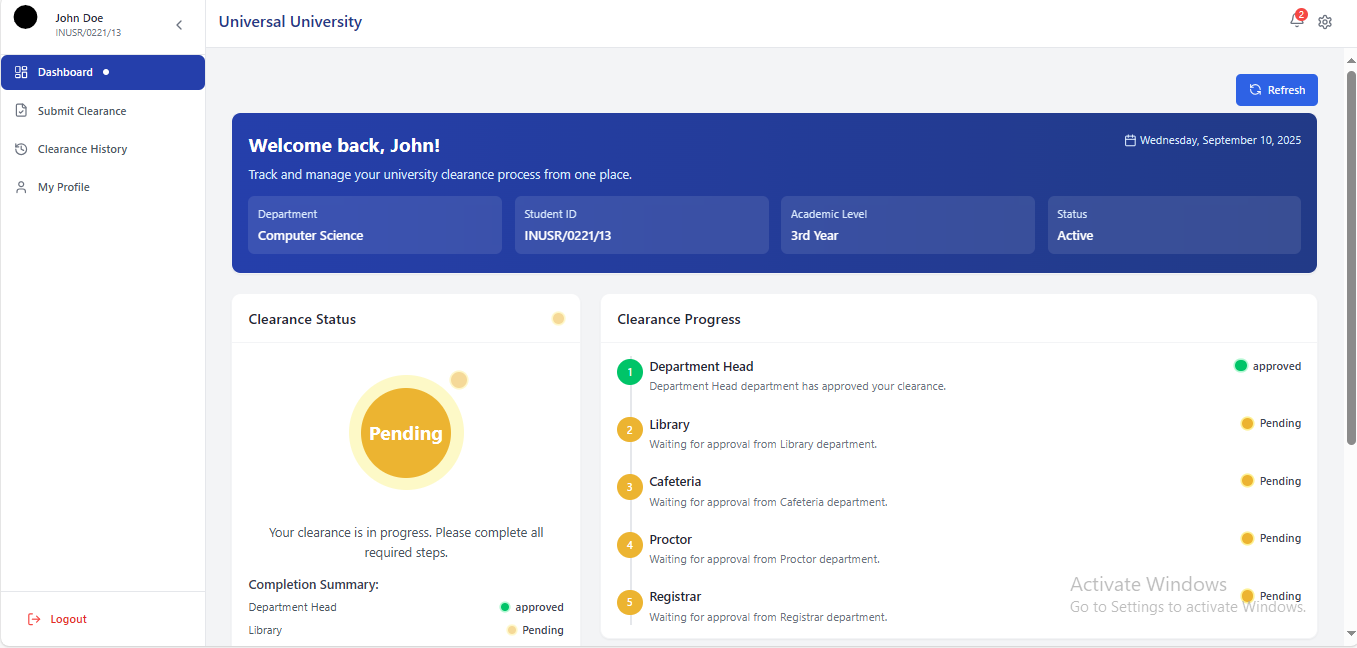 John Doe
INUSR/0221/13
Dashboard
Submit Clearance
Clearance History
My Profile
Logout
Universal University
2
Refresh
Welcome back, John!
Wednesday, September 10, 2025
Track and manage your university clearance process from one place.
Department
Computer Science
Student ID
INUSR/0221/13
Academic Level
3rd Year
Status
Active
Clearance Status
Pending
Your clearance is in progress. Please complete all
required steps.
Completion Summary:
Department Head approved
Library Pending
Clearance Progress
1 Department Head approved
Department Head department has approved your clearance.
2 Library Pending
Waiting for approval from Library department.
3 Cafeteria Pending
Waiting for approval from Cafeteria department.
4 Proctor Pending
Waiting for approval from Proctor department.
5 Registrar Pending
Waiting for approval from Registrar department.
Activate Windows
Go to Settings to activate Windows.